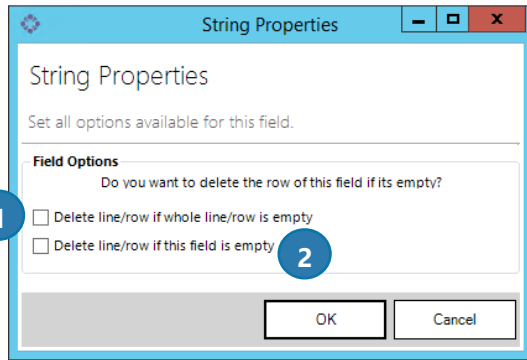 String Properties
String Properties
Set all options available for this field.
Field Options
Do you want to delete the row of this field if its empty?
1
Delete line/row if whole line/row is empty
Delete line/row if this field is empty
2
OK
Cancel